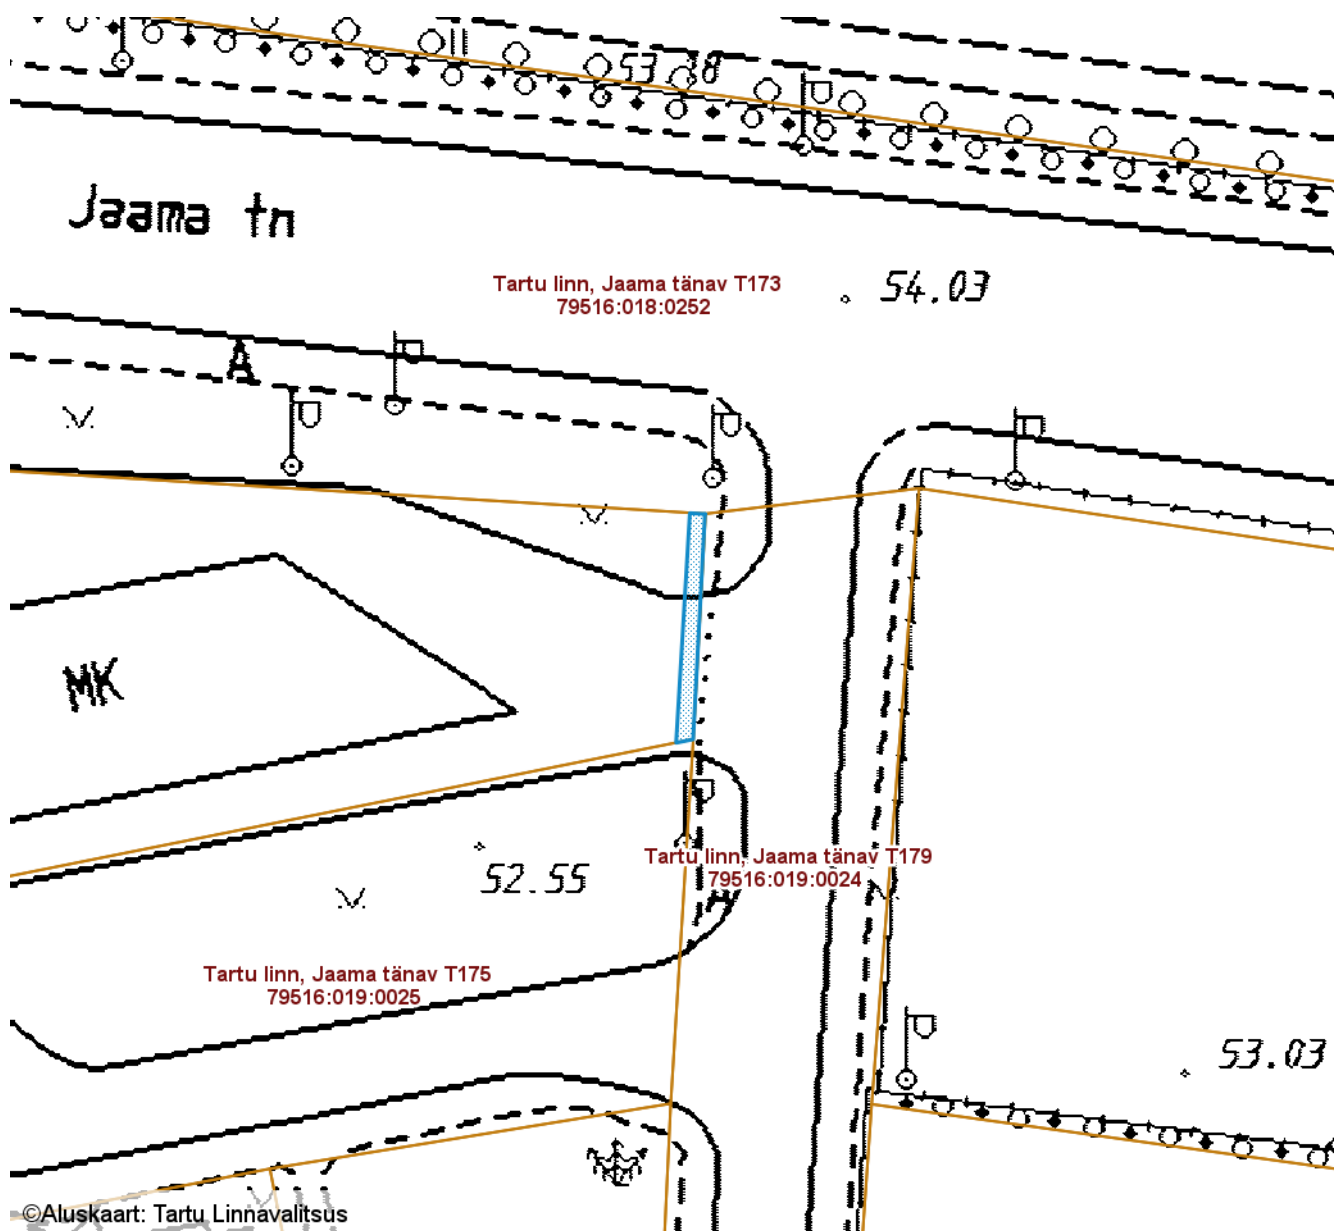 53 38
Jaama tn
Tartu linn, Jaama tänav T173
79516:018:0252
54.03
A
MK
Tartu linn, Jaama tänav T179
79516:019:0024
52.55
Tartu linn, Jaama tänav T175
79516:019:0025
53.03
©Aluskaart: Tartu Linnavalitsus